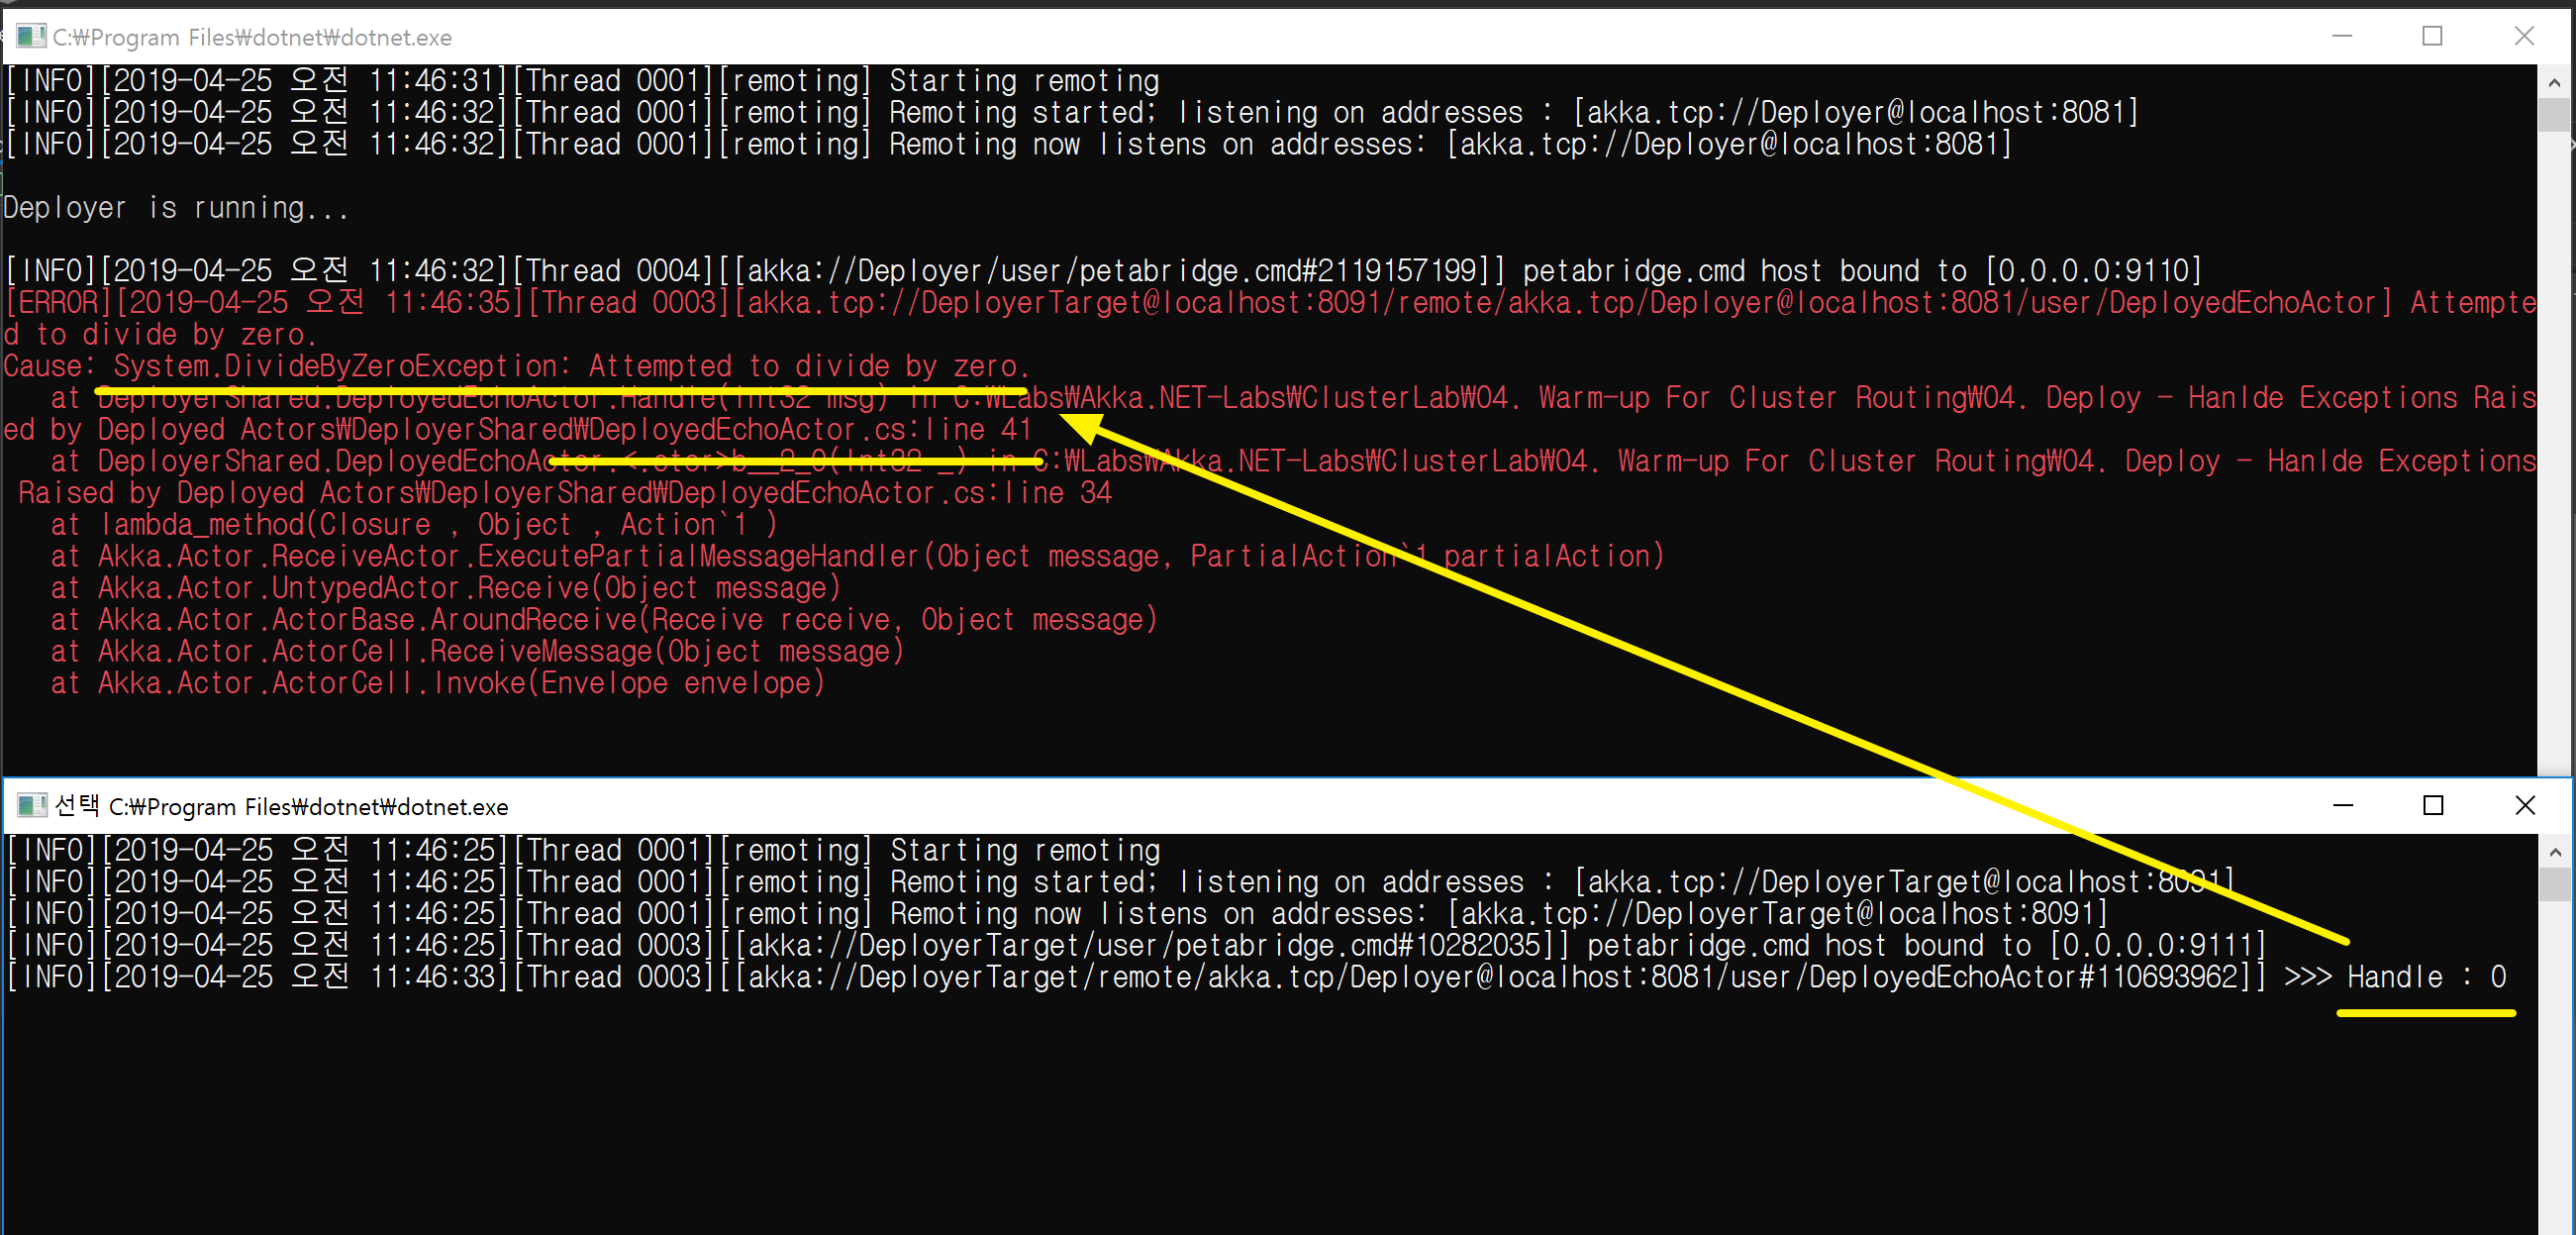 C:₩Program Files₩dotnet₩dotnet.exe
[INFO][2019-04-25 오전 11:46:31][Thread 0001][remoting] Starting remoting
[INFO][2019-04-25 오전 11:46:32][Thread 0001][remoting] Remoting started; listening on addresses : [akka.tcp://Deployer@localhost:8081]
[INFO][2019-04-25 오전 11:46:32][Thread 0001][remoting] Remoting now listens on addresses: [akka.tcp://Deployer@localhost:8081]
Deployer is running...
[INFO][2019-04-25 오전 11:46:32][Thread 0004][[akka://Deployer/user/petabridge.cmd#2119157199]] petabridge.cmd host bound to [0.0.0.0:9110]
[ERROR][2019-04-25 오전 11:46:35][Thread 0003][akka.tcp://DeployerTarget@localhost:8091/remote/akka.tcp/Deployer@localhost:8081/user/DeployedEchoActor] Attempte
d to divide by zero.
Cause: System.DivideByZeroException: Attempted to divide by zero.
at DeployerShared.DeployedEchoActor.Handle(Int32 msg) in C:₩Labs₩Akka.NET-Labs₩ClusterLab₩04. Warm-up For Cluster Routing₩04. Deploy - Hanlde Exceptions Rais
ed by Deployed Actors₩DeployerShared₩DeployedEchoActor.cs:line 41
at DeployerShared.DeployedEchoActor.<.ctor>b__2_0(Int32 _) in C:₩Labs₩Akka.NET-Labs₩ClusterLab₩04. Warm-up For Cluster Routing₩04. Deploy - Hanlde Exceptions
Raised by Deployed Actors₩DeployerShared₩DeployedEchoActor.cs:line 34
at lambda_method(Closure , Object , Action`1 )
at Akka.Actor.ReceiveActor.ExecutePartialMessageHandler(Object message, PartialAction`1 partialAction)
at Akka.Actor.UntypedActor.Receive(Object message)
at Akka.Actor.ActorBase.AroundReceive(Receive receive, Object message)
at Akka.Actor.ActorCell.ReceiveMessage(Object message)
at Akka.Actor.ActorCell.Invoke(Envelope envelope)
선택 C:₩Program Files₩dotnet₩dotnet.exe
[INFO][2019-04-25 오전 11:46:25][Thread 0001][remoting] Starting remoting
[INFO][2019-04-25 오전 11:46:25][Thread 0001][remoting] Remoting started; listening on addresses : [akka.tcp://DeployerTarget@localhost:8091]
[INFO][2019-04-25 오전 11:46:25][Thread 0001][remoting] Remoting now listens on addresses: [akka.tcp://DeployerTarget@localhost:8091]
[INFO][2019-04-25 오전 11:46:25][Thread 0003][[akka://DeployerTarget/user/petabridge.cmd#10282035]] petabridge.cmd host bound to [0.0.0.0:9111]
[INFO][2019-04-25 오전 11:46:33][Thread 0003][[akka://DeployerTarget/remote/akka.tcp/Deployer@localhost:8081/user/DeployedEchoActor#110693962]] >>> Handle : 0